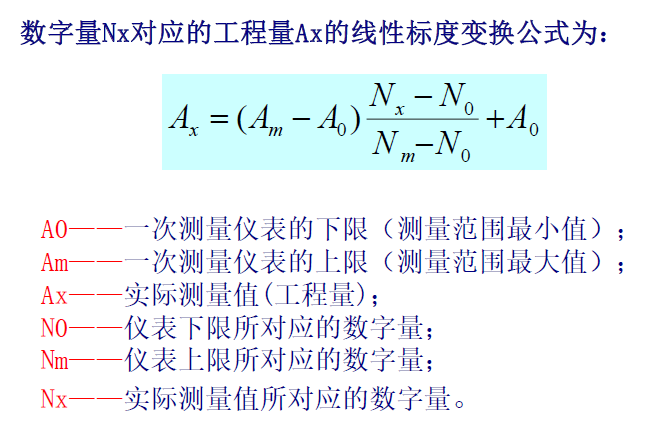 数字量Nx对应的工程量Ax的线性标度变换公式为:
A_x = (A_m − A_0) \frac{N_x − N_0}{N_m − N_0} + A_0
A0——一次测量仪表的下限（测量范围最小值）；
Am——一次测量仪表的上限（测量范围最大值）；
Ax——实际测量值(工程量)；
N0——仪表下限所对应的数字量；
Nm——仪表上限所对应的数字量；
Nx——实际测量值所对应的数字量。